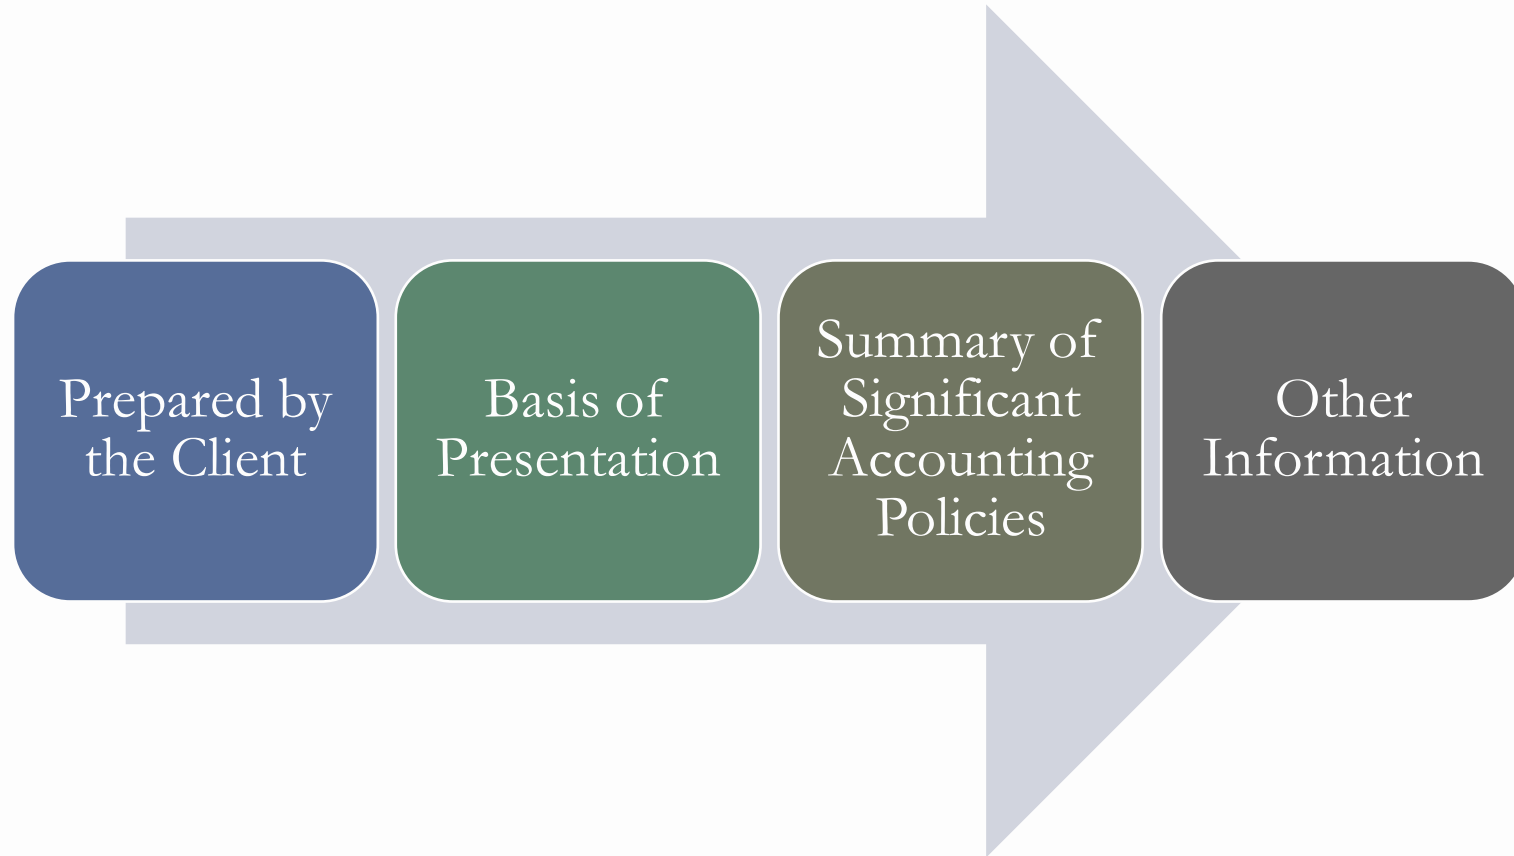 Prepared by
the Client
Basis of
Presentation
Summary of
Significant
Accounting
Policies
Other
Information